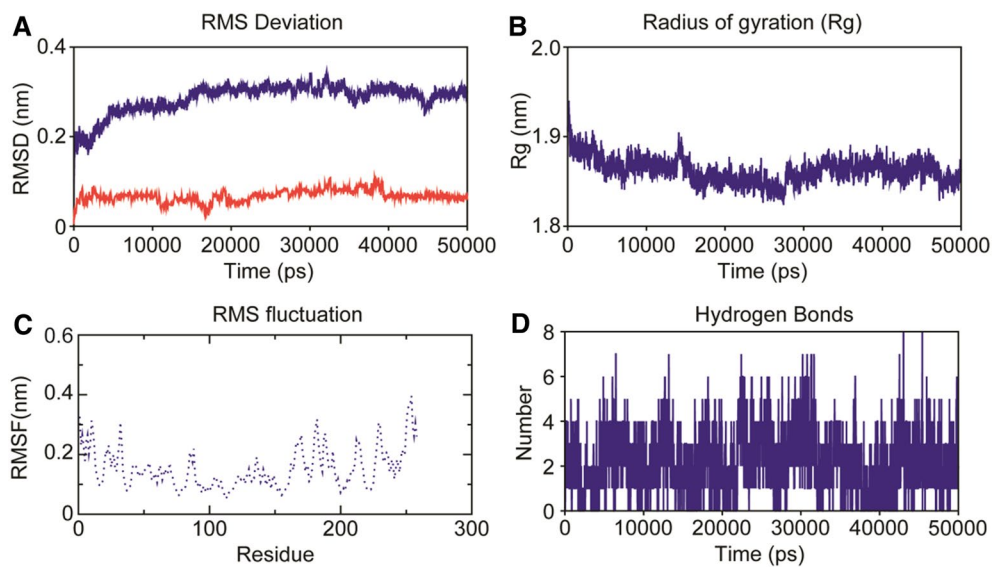 A
RMS Deviation
0.4
0.2
0
RMSD (nm)
0 10000 20000 30000 40000 50000
Time (ps)
B
Radius of gyration (Rg)
2.0
1.9
1.8
Rg (nm)
0 10000 20000 30000 40000 50000
Time (ps)
C
RMS fluctuation
0.6
0.4
0.2
0
RMSF(nm)
0 100 200 300
Residue
D
Hydrogen Bonds
8
6
4
2
0
Number
0 10000 20000 30000 40000 50000
Time (ps)